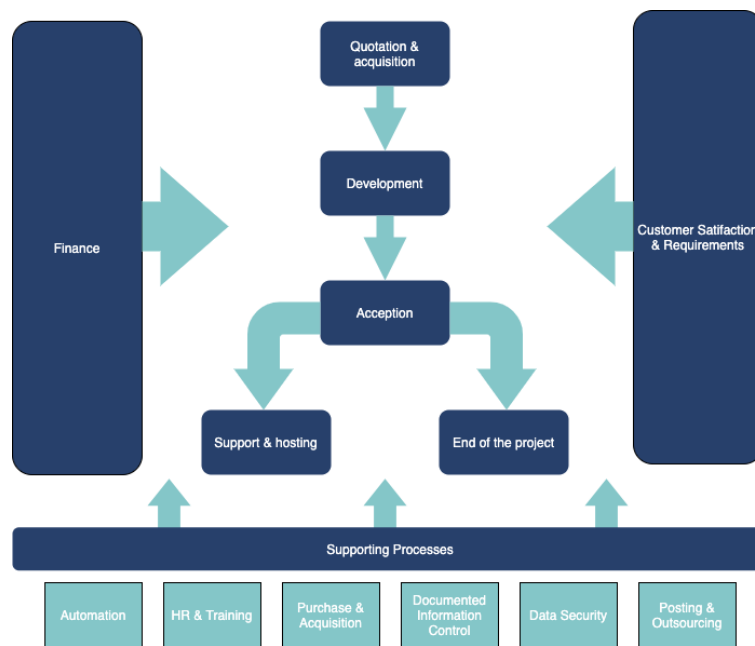 Quotation &
acquisition
Development
Finance
Customer Satifaction
& Requirements
Acception
Support & hosting
End of the project
Supporting Processes
Automation
HR & Training
Purchase &
Acquisition
Documented
Information
Control
Data Security
Posting &
Outsourcing